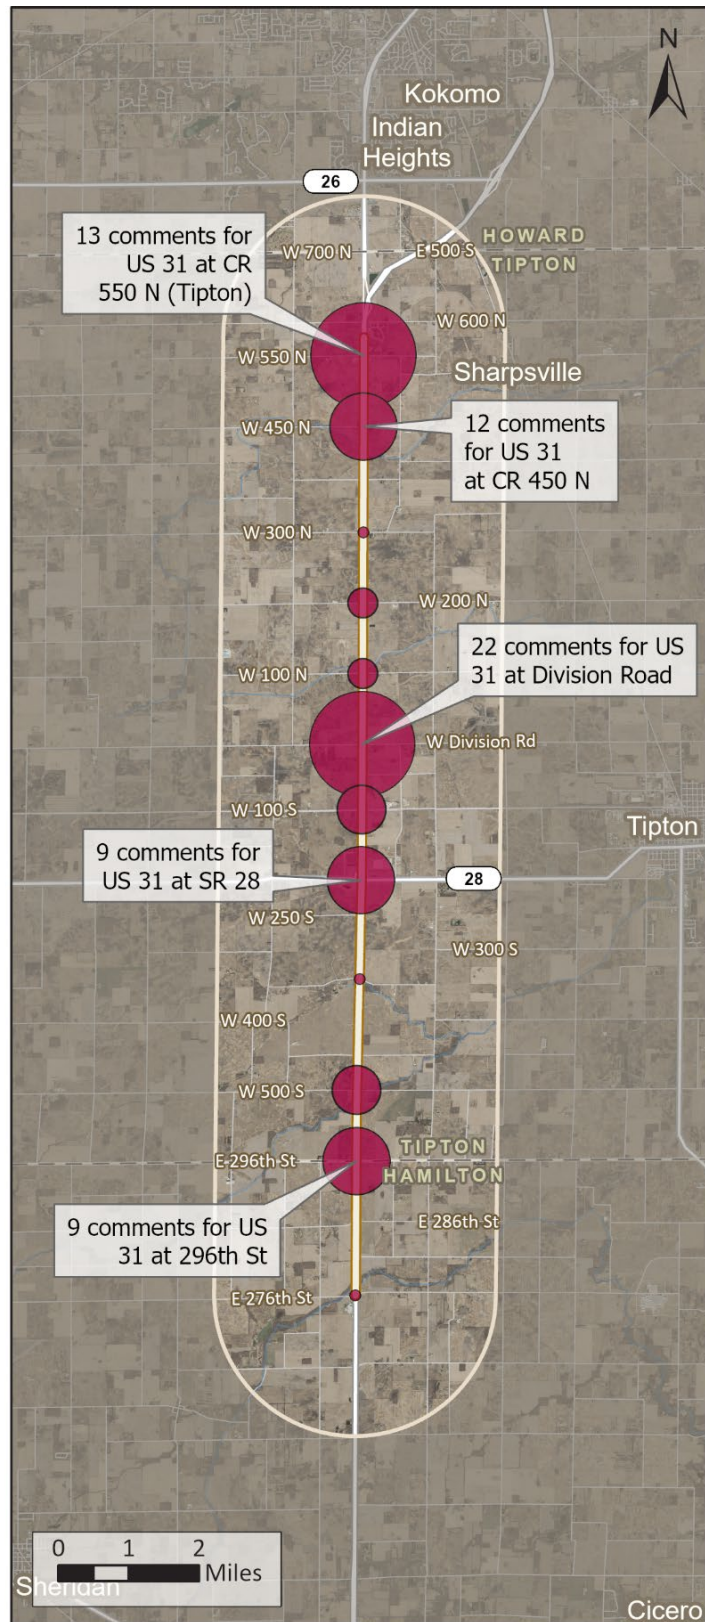 N
Kokomo
Indian
Heights
26
13 comments for
US 31 at CR
550 N (Tipton)
W 700 N
E 500 S
HOWARD
TIPTON
W 600 N
W 550 N
Sharpsville
W 450 N
12 comments
for US 31
at CR 450 N
W 300 N
W 200 N
22 comments for US
31 at Division Road
W 100 N
W Division Rd
W 100 S
Tipton
9 comments for
US 31 at SR 28
28
W 250 S
W 300 S
W 400 S
W 500 S
TIPTON
E 296th St
HAMILTON
9 comments for US
31 at 296th St
E 286th St
E 276th St
0 1 2
Miles
Sheridan
Cicero